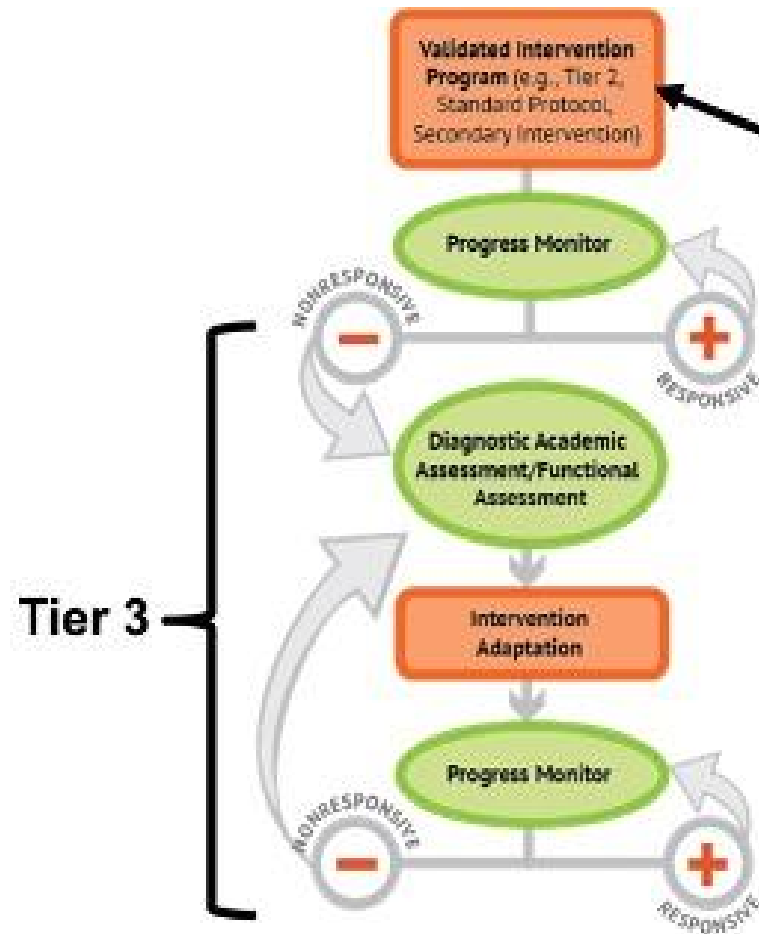 Validated Intervention
Program (e.g., Tier 2,
Standard Protocol,
Secondary Intervention)
Progress Monitor
NONRESPONSIVE
RESPONSIVE
Diagnostic Academic
Assessment/Functional
Assessment
Tier 3
Intervention
Adaptation
Progress Monitor
NONRESPONSIVE
RESPONSIVE